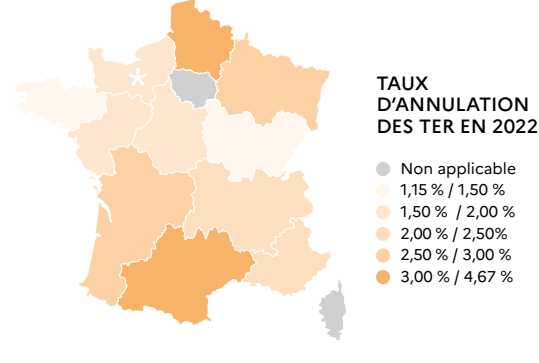 *
TAUX
D'ANNULATION
DES TER EN 2022
Non applicable
1,15 % / 1,50 %
1,50 % / 2,00 %
2,00 % / 2,50%
2,50 % / 3,00 %
3,00 % / 4,67 %